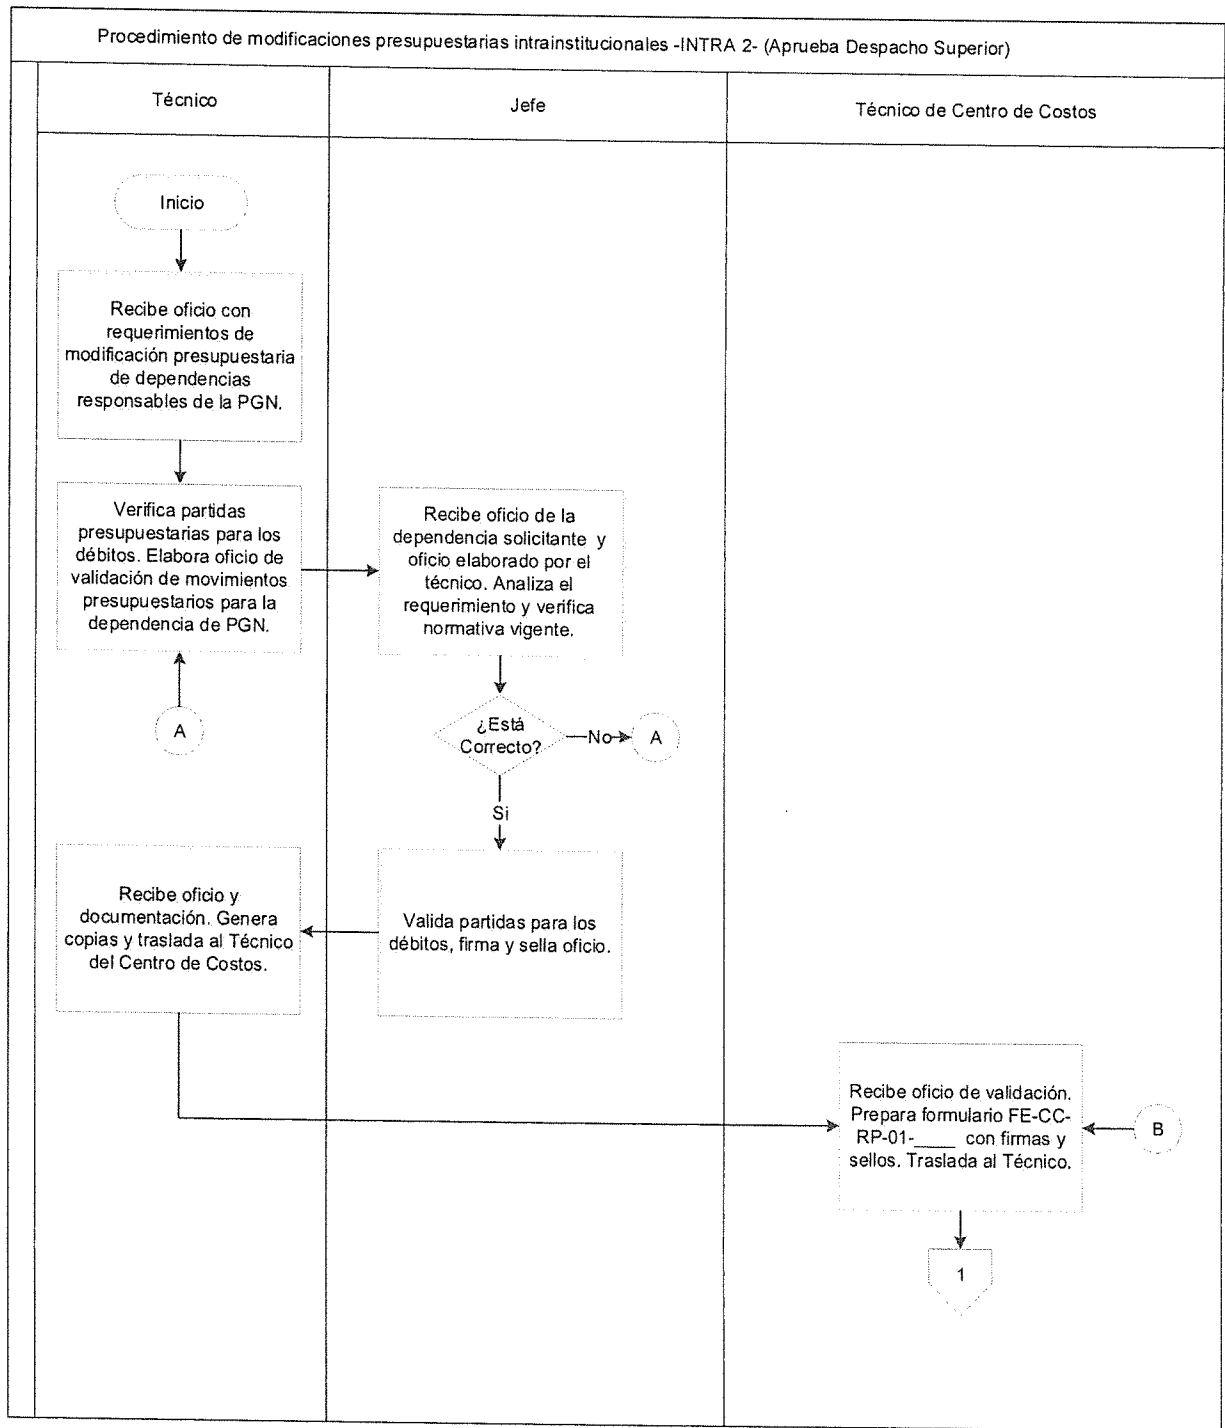 Procedimiento de modificaciones presupuestarias intrainstitucionales -INTRA 2- (Aprueba Despacho Superior)
Técnico
Jefe
Técnico de Centro de Costos
Inicio
Recibe oficio con
requerimientos de
modificación presupuestaria
de dependencias
responsables de la PGN.
Verifica partidas
presupuestarias para los
débitos. Elabora oficio de
validación de movimientos
presupuestarios para la
dependencia de PGN.
Recibe oficio de la
dependencia solicitante y
oficio elaborado por el
técnico. Analiza el
requerimiento y verifica
normativa vigente.
A
¿Está
Correcto?
No
A
Si
Recibe oficio y
documentación. Genera
copias y traslada al Técnico
del Centro de Costos.
Valida partidas para los
débitos, firma y sella oficio.
Recibe oficio de validación.
Prepara formulario FE-CC-
RP-01-____ con firmas y
sellos. Traslada al Técnico.
B
1